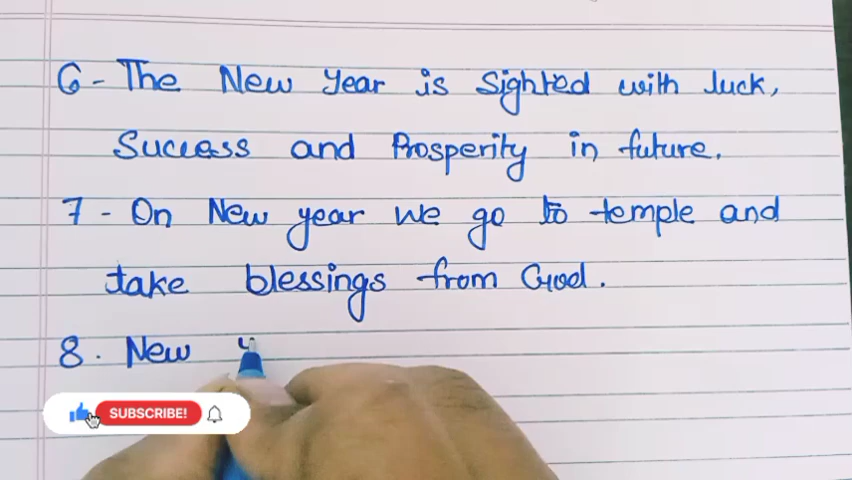 6- The New Year is Sighted with luck,
Success and Prosperity in future.
7- On New year we go to temple and
take blessings from God.
8. New y
SUBSCRIBE!